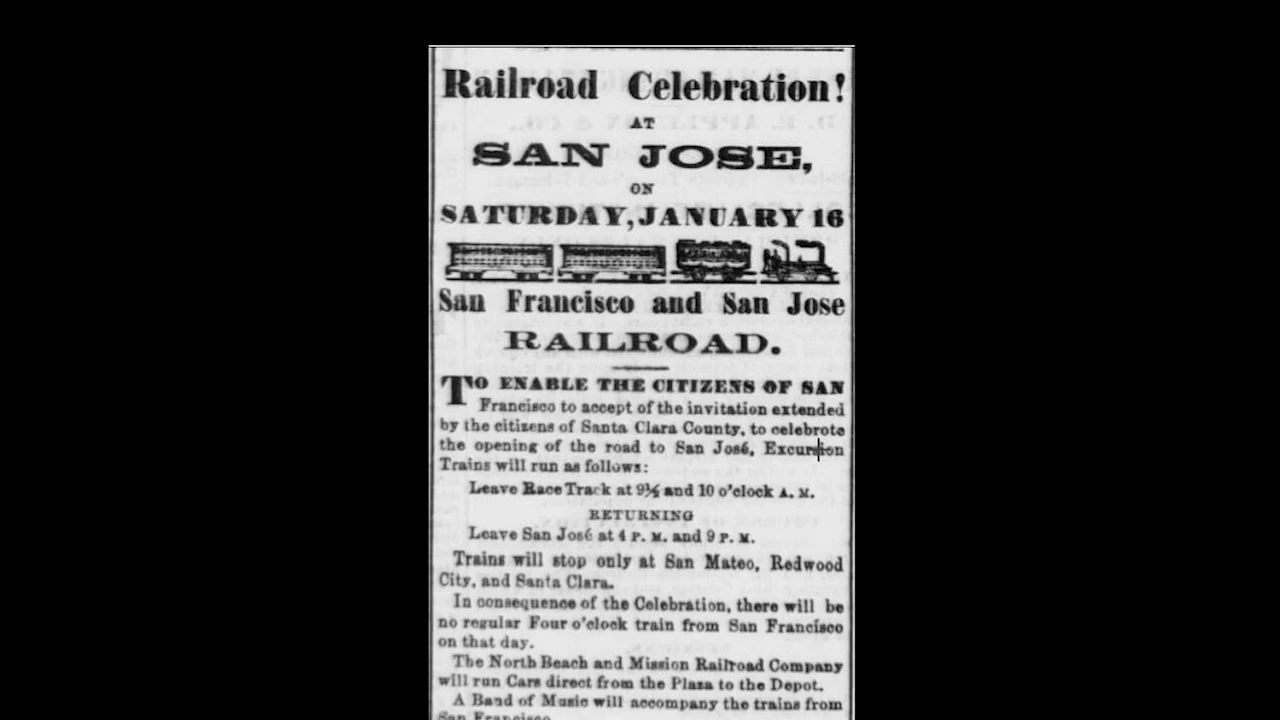 Railroad Celebration!
AT
SAN JOSE,
ON
SATURDAY, JANUARY 16
San Francisco and San Jose
RAILROAD.
TO ENABLE THE CITIZENS OF SAN
Francisco to accept of the invitation extended
by the citizens of Santa Clara County, to celebrote
the opening of the road to San José, Excursion
Trains will run as follows:
Leave Race Track at 9½ and 10 o'clock A. M.
RETURNING
Leave San José at 4 P. M. and 9 P. M.
Trains will stop only at San Mateo, Redwood
City, and Santa Clara.
In consequence of the Celebration, there will be
no regular Four o'clock train from San Francisco
on that day.
The North Beach and Mission Railroad Company
will run Cars direct from the Plaza to the Depot.
A Band of Music will accompany the trains from
San Francisco.